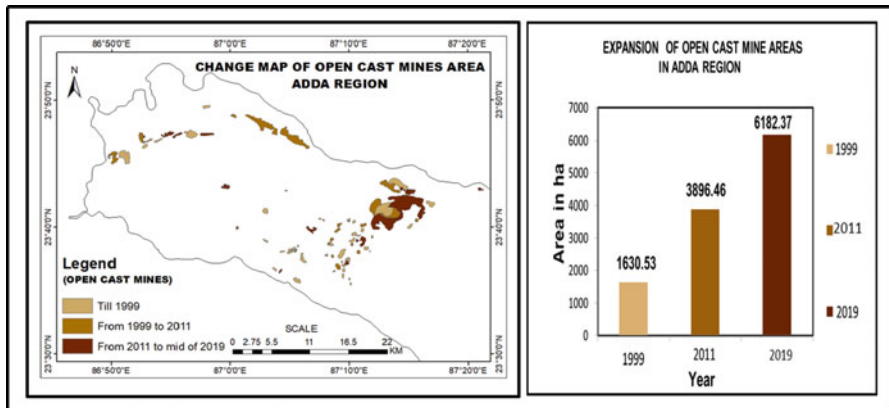 86°50'0"E 87°0'0"E 87°10'0"E 87°20'0"E
CHANGE MAP OF OPEN CAST MINES AREA
ADDA REGION
N
23°50'0"N
23°50'0"N
23°40'0"N
23°40'0"N
23°30'0"N
23°30'0"N
Legend
(OPEN CAST MINES)
Till 1999
From 1999 to 2011
From 2011 to mid of 2019
SCALE
0 2.75 5.5 11 16.5 22
KM
86°50'0"E 87°0'0"E 87°10'0"E 87°20'0"E
EXPANSION OF OPEN CAST MINE AREAS
IN ADDA REGION
Area in ha
7000
6000
5000
4000
3000
2000
1000
0
1630.53
3896.46
6182.37
1999 2011 2019
Year
1999
2011
2019